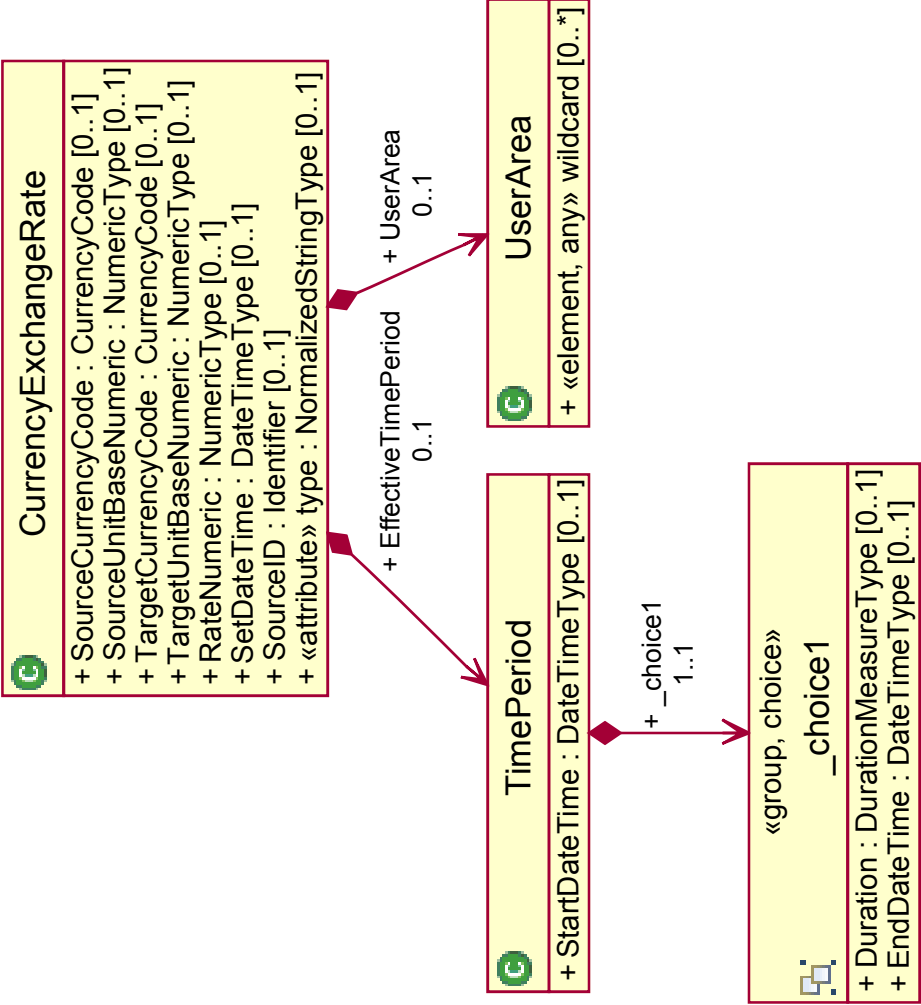 CurrencyExchangeRate
+ SourceCurrencyCode : CurrencyCode [0..1]
+ SourceUnitBaseNumeric : NumericType [0..1]
+ TargetCurrencyCode : CurrencyCode [0..1]
+ TargetUnitBaseNumeric : NumericType [0..1]
+ RateNumeric : NumericType [0..1]
+ SetDateTime : DateTimeType [0..1]
+ SourceID : Identifier [0..1]
+ «attribute» type : NormalizedStringType [0..1]
+ EffectiveTimePeriod
0..1
+ UserArea
0..1
C
TimePeriod
+ StartDateTime : DateTimeType [0..1]
C
UserArea
+ «element, any» wildcard [0..*]
C
+ _choice1
1..1
«group, choice»
_choice1
+ Duration : DurationMeasureType [0..1]
+ EndDateTime : DateTimeType [0..1]